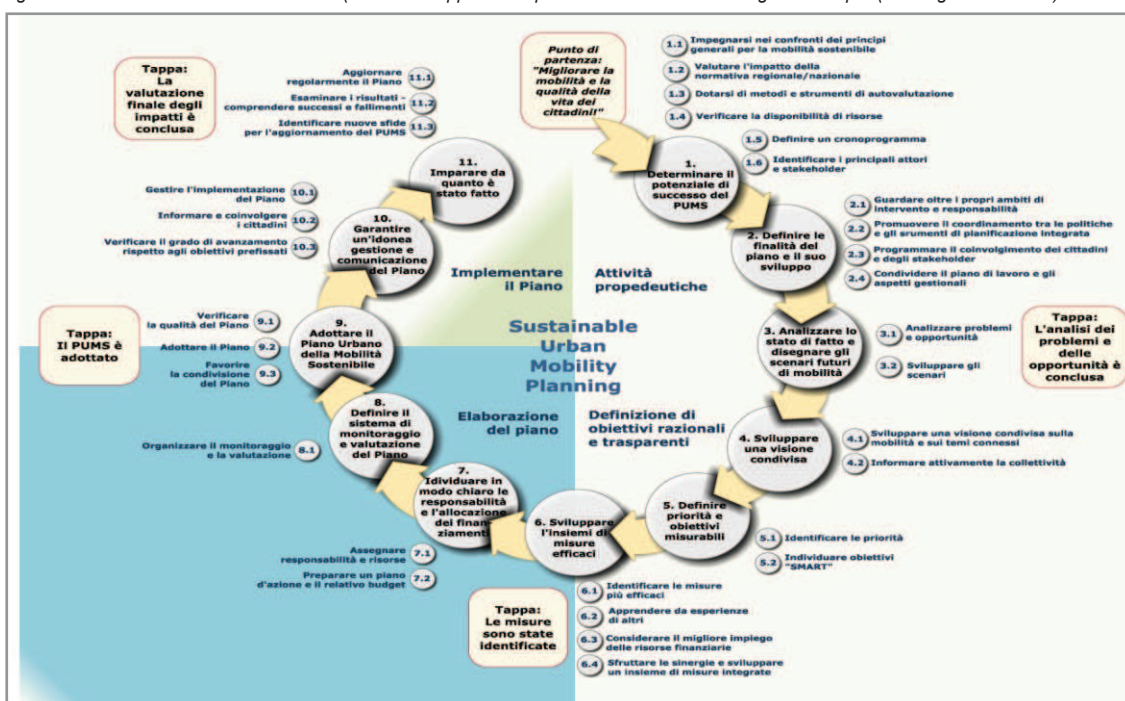 Punto di
partenza:
"Migliorare la
mobilità e la
qualità della
vita dei
cittadini!"
1.1 Impegnarsi nei confronti dei principi
generali per la mobilità sostenibile
1.2 Valutare l'impatto della
normativa regionale/nazionale
1.3 Dotarsi di metodi e strumenti di autovalutazione
1.4 Verificare la disponibilità di risorse
1.5 Definire un cronoprogramma
1.6 Identificare i principali attori
e stakeholder
1.
Determinare il
potenziale di
successo del
PUMS
2.1 Guardare oltre i propri ambiti di
intervento e responsabilità
2.2 Promuovere il coordinamento tra le politiche
e gli srumenti di pianificazione integrata
2.3 Programmare il coinvolgimento dei cittadini
e degli stakeholder
2.4 Condividere il piano di lavoro e gli
aspetti gestionali
2. Definire le
finalità del
piano e il suo
sviluppo
Attività
propedeutiche
3. Analizzare lo
stato di fatto e
disegnare gli
scenari futuri
di mobilità
3.1 Analizzare problemi
e opportunità
3.2 Sviluppare gli
scenari
Tappa:
L'analisi dei
problemi e
delle
opportunità è
conclusa
Definizione di
obiettivi razionali
e trasparenti
4. Sviluppare
una visione
condivisa
4.1 Sviluppare una visione condivisa sulla
mobilità e sui temi connessi
4.2 Informare attivamente la collettività
5. Definire
priorità e
obiettivi
misurabili
5.1 Identificare le priorità
5.2 Individuare obiettivi
"SMART"
6. Sviluppare
l'insiemi di
misure
efficaci
6.1 Identificare le misure
più efficaci
6.2 Apprendere da esperienze
di altri
6.3 Considerare il migliore impiego
delle risorse finanziarie
6.4 Sfruttare le sinergie e sviluppare
un insieme di misure integrate
Tappa:
Le misure
sono state
identificate
7.
Idividuare in
modo chiaro le
responsabilità
e l'allocazione
dei finan-
ziamenti
Assegnare
responsabilità e risorse 7.1
Preparare un piano
d'azione e il relativo budget 7.2
Elaborazione
del piano
8.
Definire il
sistema di
monitoraggio
e valutazione
del Piano
Organizzare il monitoraggio
e la valutazione 8.1
9.
Adottare il
Piano Urbano
della Mobilità
Sostenibile
Verificare
la qualità del Piano 9.1
Adottare il Piano 9.2
Favorire
la condivisione
del Piano 9.3
Tappa:
Il PUMS è
adottato
Implementare
il Piano
10.
Garantire
un'idonea
gestione e
comunicazione
del Piano
Gestire l'implementazione
del Piano 10.1
Informare e coinvolgere
i cittadini 10.2
Verificare il grado di avanzamento
rispetto agli obiettivi prefissati 10.3
11.
Imparare da
quanto è
stato fatto
Aggiornare
regolarmente il Piano 11.1
Esaminare i risultati -
comprendere successi e fallimenti 11.2
Identificare nuove sfide
per l'aggiornamento del PUMS 11.3
Tappa:
La
valutazione
finale degli
impatti è
conclusa
Sustainable
Urban
Mobility
Planning